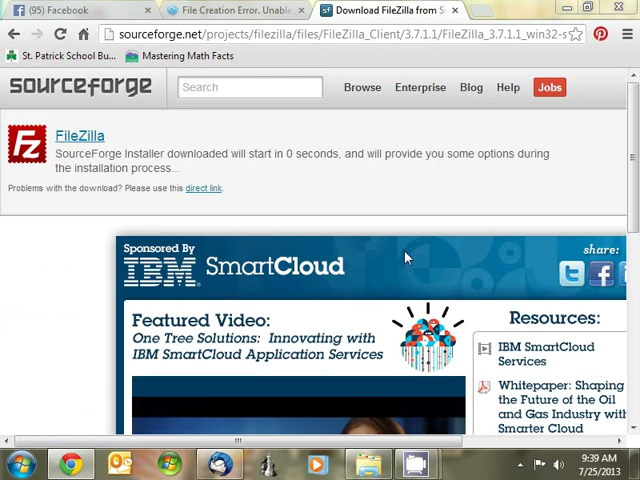 (95) Facebook
File Creation Error. Unable
Download FileZilla from S
sourceforge.net/projects/filezilla/files/FileZilla_Client/3.7.1.1/FileZilla_3.7.1.1_win32-s
St. Patrick School Bu...
Mastering Math Facts
sourceforge
Search
Browse
Enterprise
Blog
Help
Jobs
Fz
FileZilla
SourceForge Installer downloaded will start in 0 seconds, and will provide you some options during
the installation process...
Problems with the download? Please use this direct link.
Sponsored By
IBM. SmartCloud
share:
Featured Video:
One Tree Solutions: Innovating with
IBM SmartCloud Application Services
Resources:
IBM SmartCloud
Services
Whitepaper: Shaping
the Future of the Oil
and Gas Industry with
Smarter Cloud
9:39 AM
7/25/2013